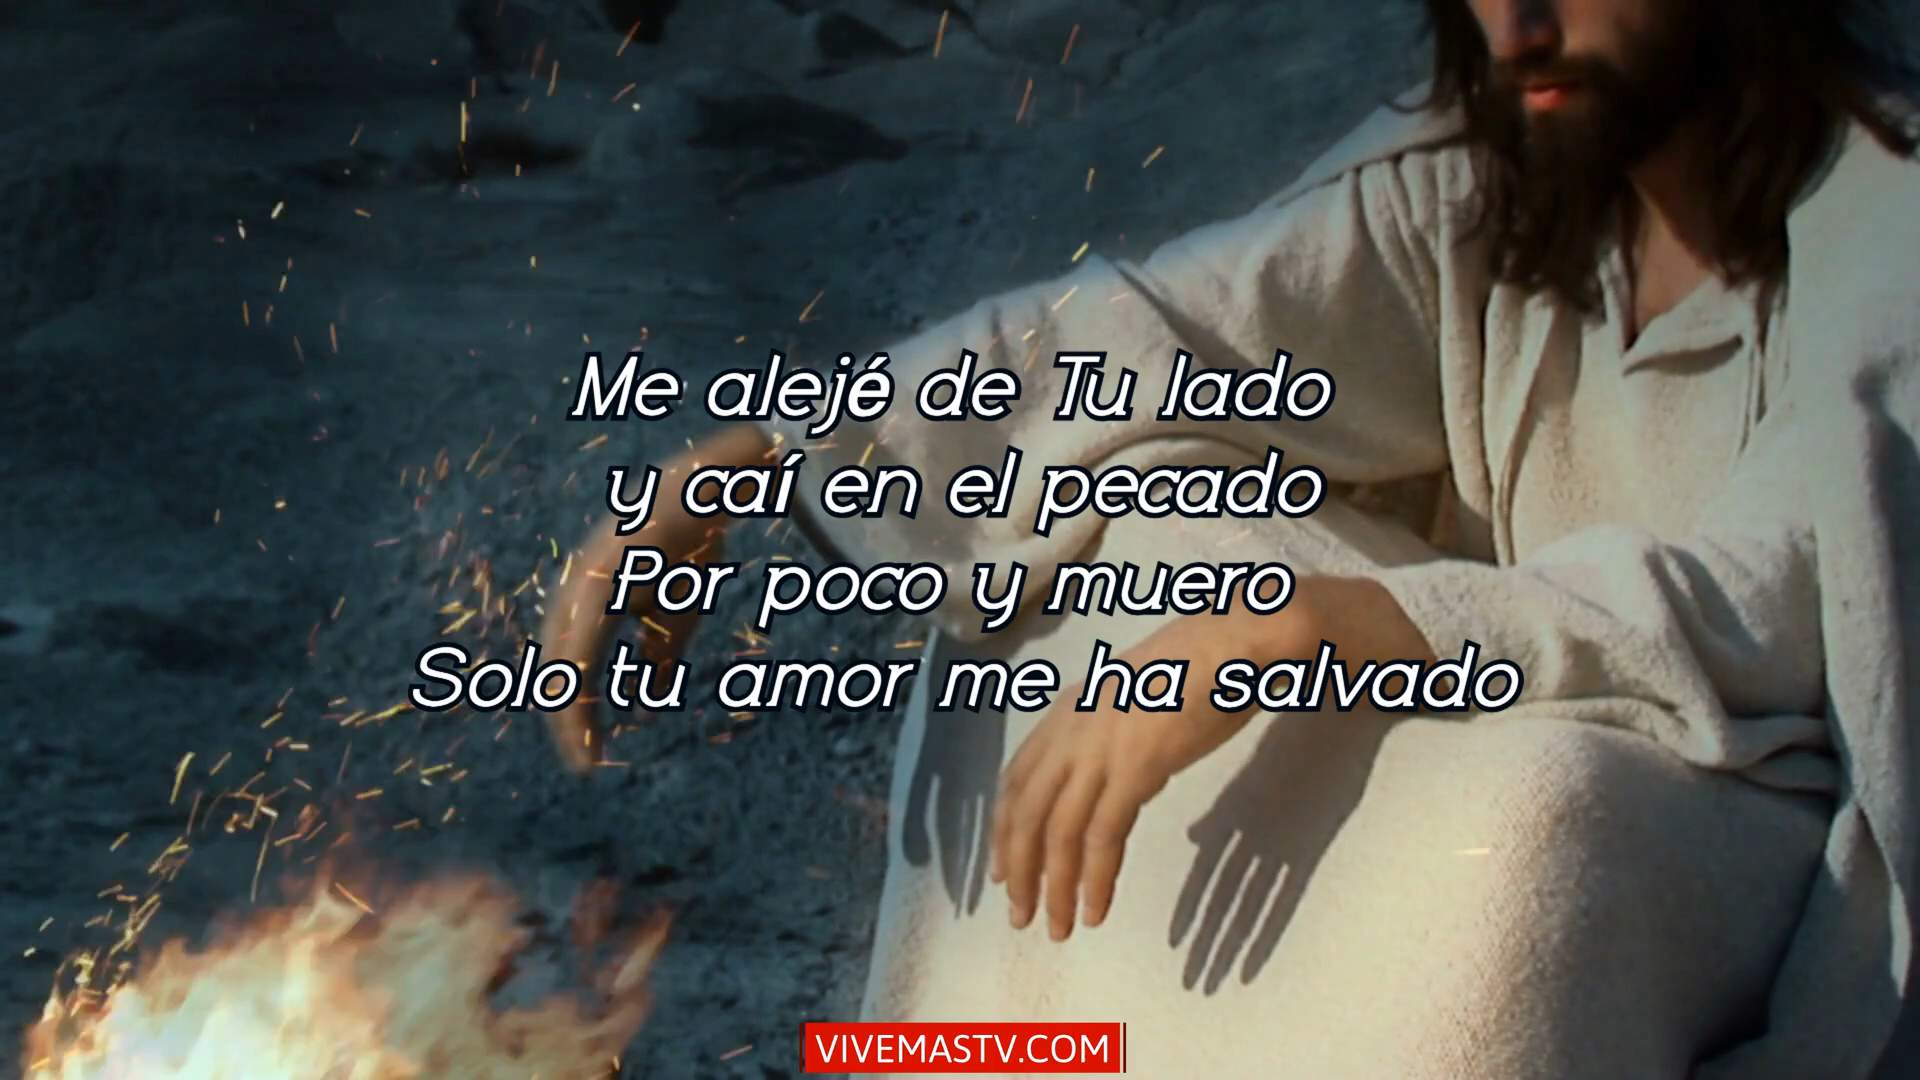 Me alejé de Tu lado
y caí en el pecado
Por poco y muero
Solo tu amor me ha salvado
VIVEMASTV.COM